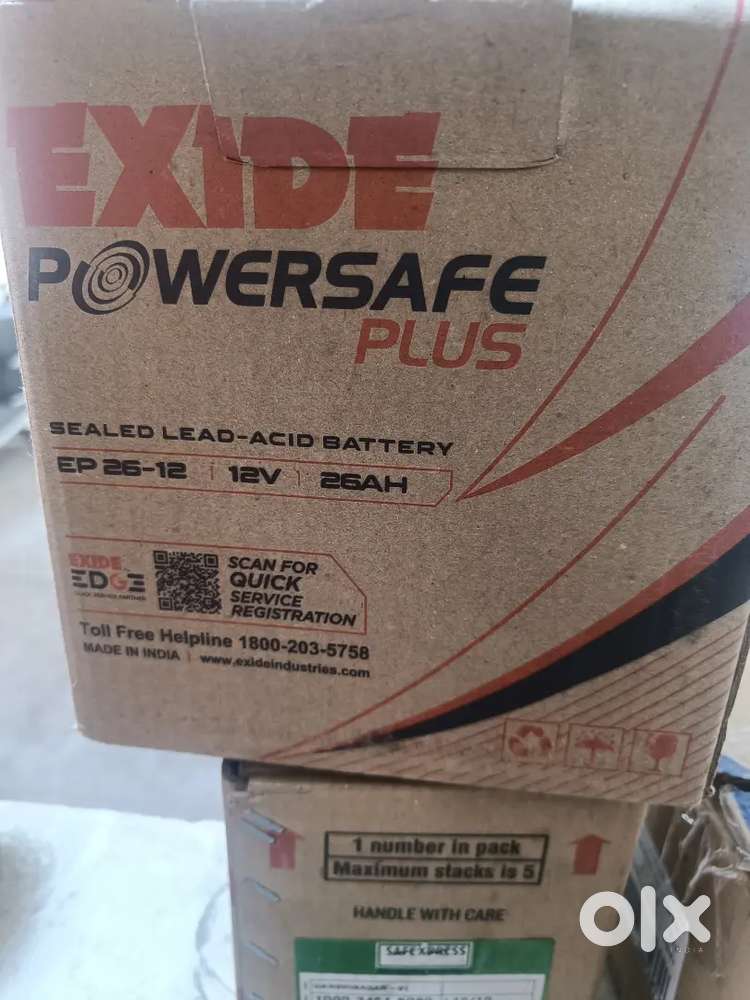 EXIDE
POWERSAFE
PLUS
SEALED LEAD-ACID BATTERY
EP 26-12 | 12V | 26AH
EXIDE
EDGE
SCAN FOR
QUICK
SERVICE
REGISTRATION
Toll Free Helpline 1800-203-5758
MADE IN INDIA | www.exideindustries.com
1 number in pack
Maximum stacks is 5
HANDLE WITH CARE
SAFEXPRESS
olx
INDIA